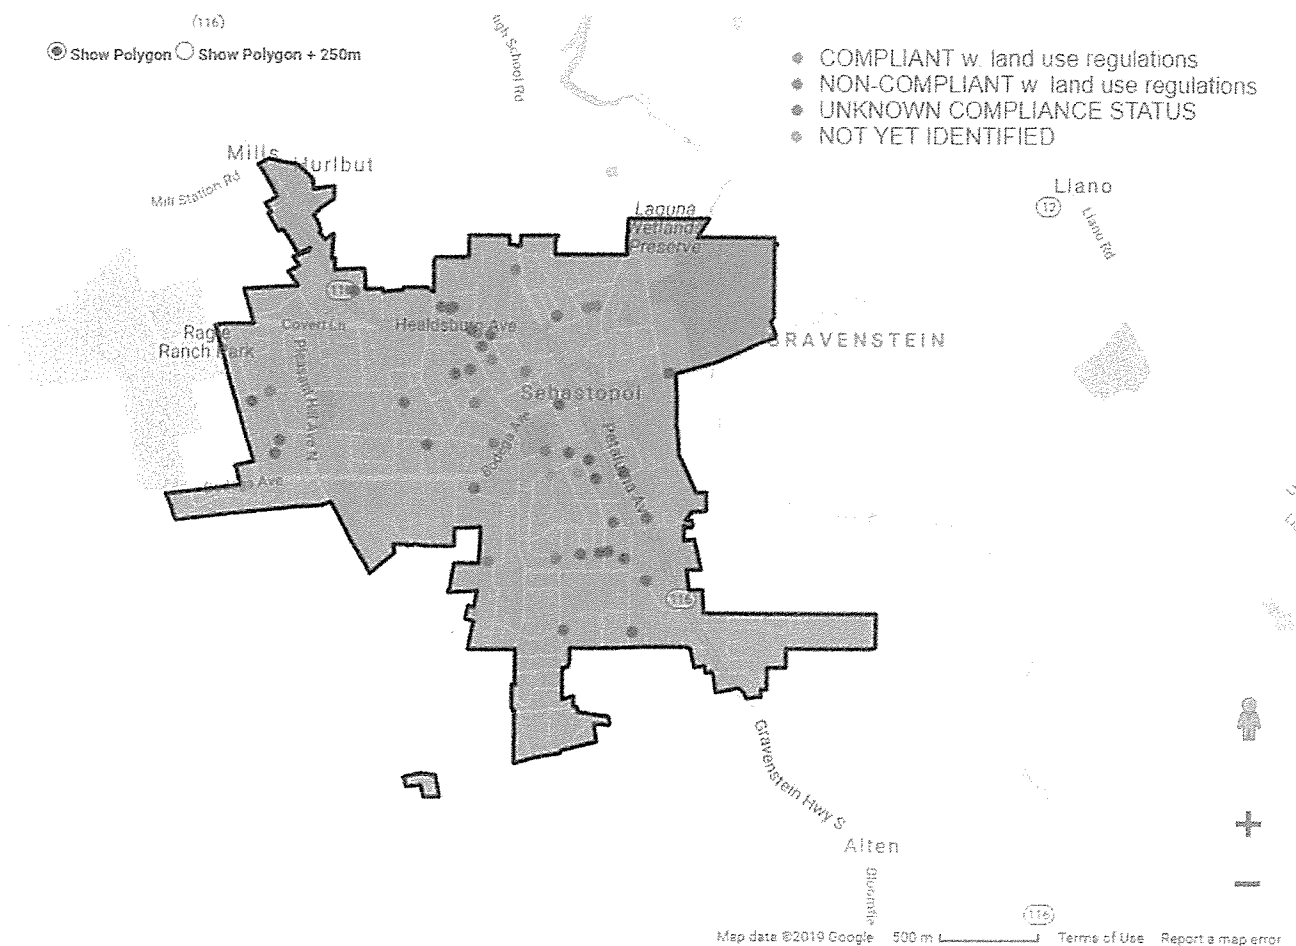 (116)
Show Polygon Show Polygon + 250m
COMPLIANT w. land use regulations
NON-COMPLIANT w land use regulations
UNKNOWN COMPLIANCE STATUS
NOT YET IDENTIFIED
High School Rd
Mills
Hurlbut
Mill Station Rd
Llano
12
Llano Rd
Laguna
Wetlands
Preserve
116
Covert Ln
Healdsburg Ave
Ragle
Ranch Park
GRAVENSTEIN
Pleasant Hill Ave N
Sebastopol
Bodega Ave
Petaluma Ave
Ave
116
Gravenstein Hwy S
Alten
116
Map data ©2019 Google 500 m Terms of Use Report a map error